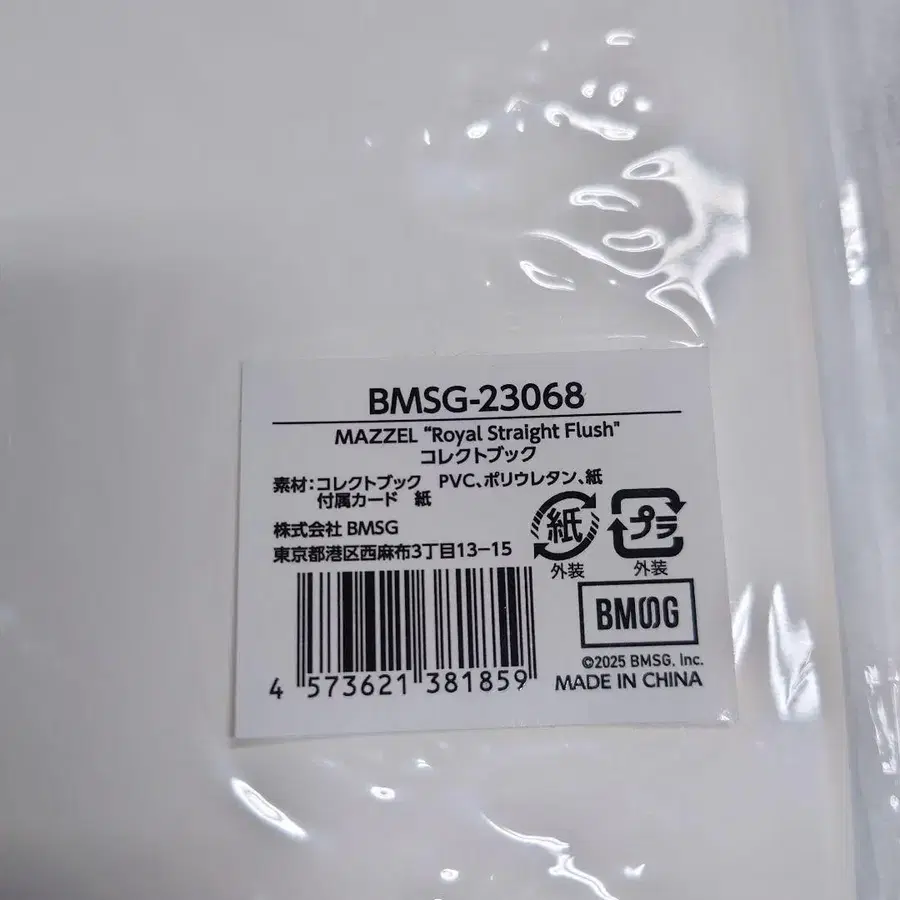 BMSG-23068
MAZZEL “Royal Straight Flush"
コレクトブック
素材：コレクトブック　PVC、ポリウレタン、紙
付属カード　紙
株式会社 BMSG
東京都港区西麻布3丁目13-15
紙 プラ
外装 外装
BMSG
©2025 BMSG, Inc.
MADE IN CHINA
4 573621 381859